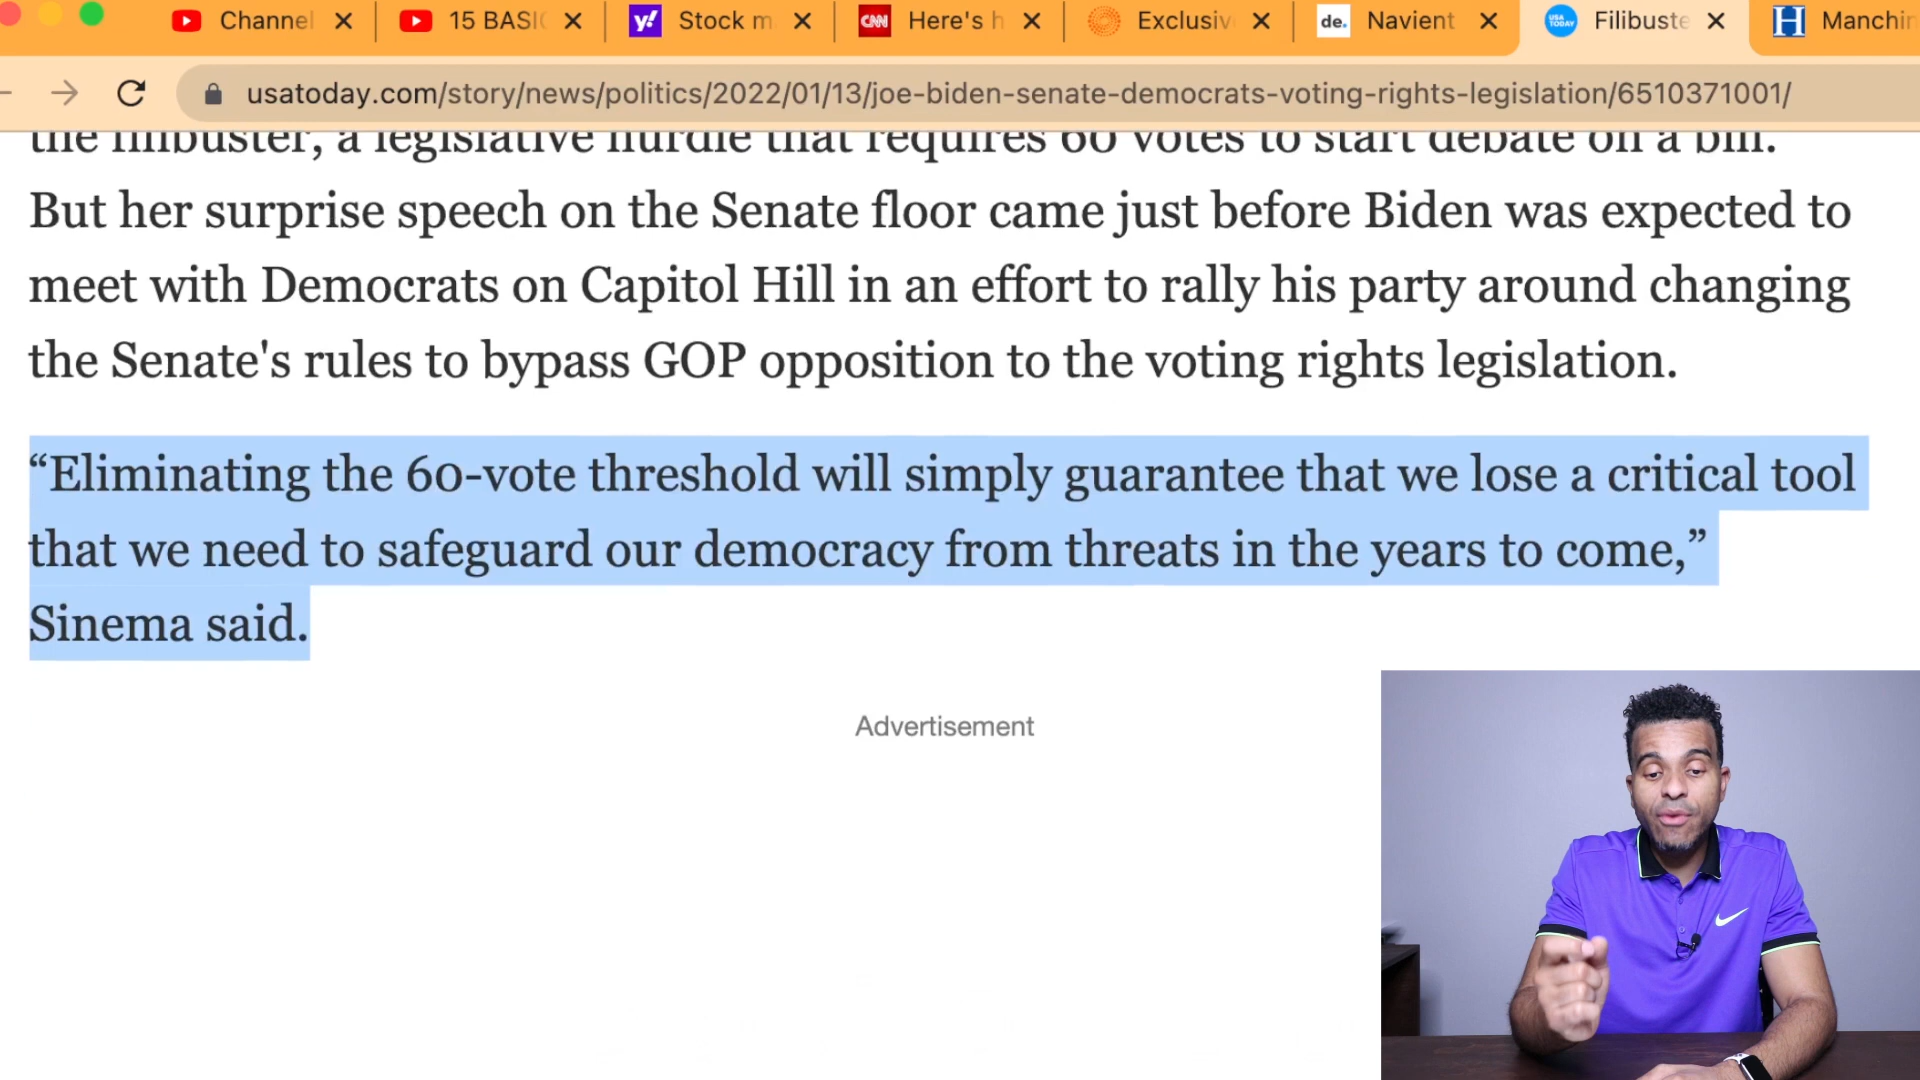 Channel
15 BASIC
Stock m
CNN Here's h
Exclusiv
de. Navient
USA TODAY Filibuste
H Manchin
usatoday.com/story/news/politics/2022/01/13/joe-biden-senate-democrats-voting-rights-legislation/6510371001/
the filibuster, a legislative hurdle that requires 60 votes to start debate on a bill.
But her surprise speech on the Senate floor came just before Biden was expected to
meet with Democrats on Capitol Hill in an effort to rally his party around changing
the Senate's rules to bypass GOP opposition to the voting rights legislation.
“Eliminating the 60-vote threshold will simply guarantee that we lose a critical tool
that we need to safeguard our democracy from threats in the years to come,”
Sinema said.
Advertisement